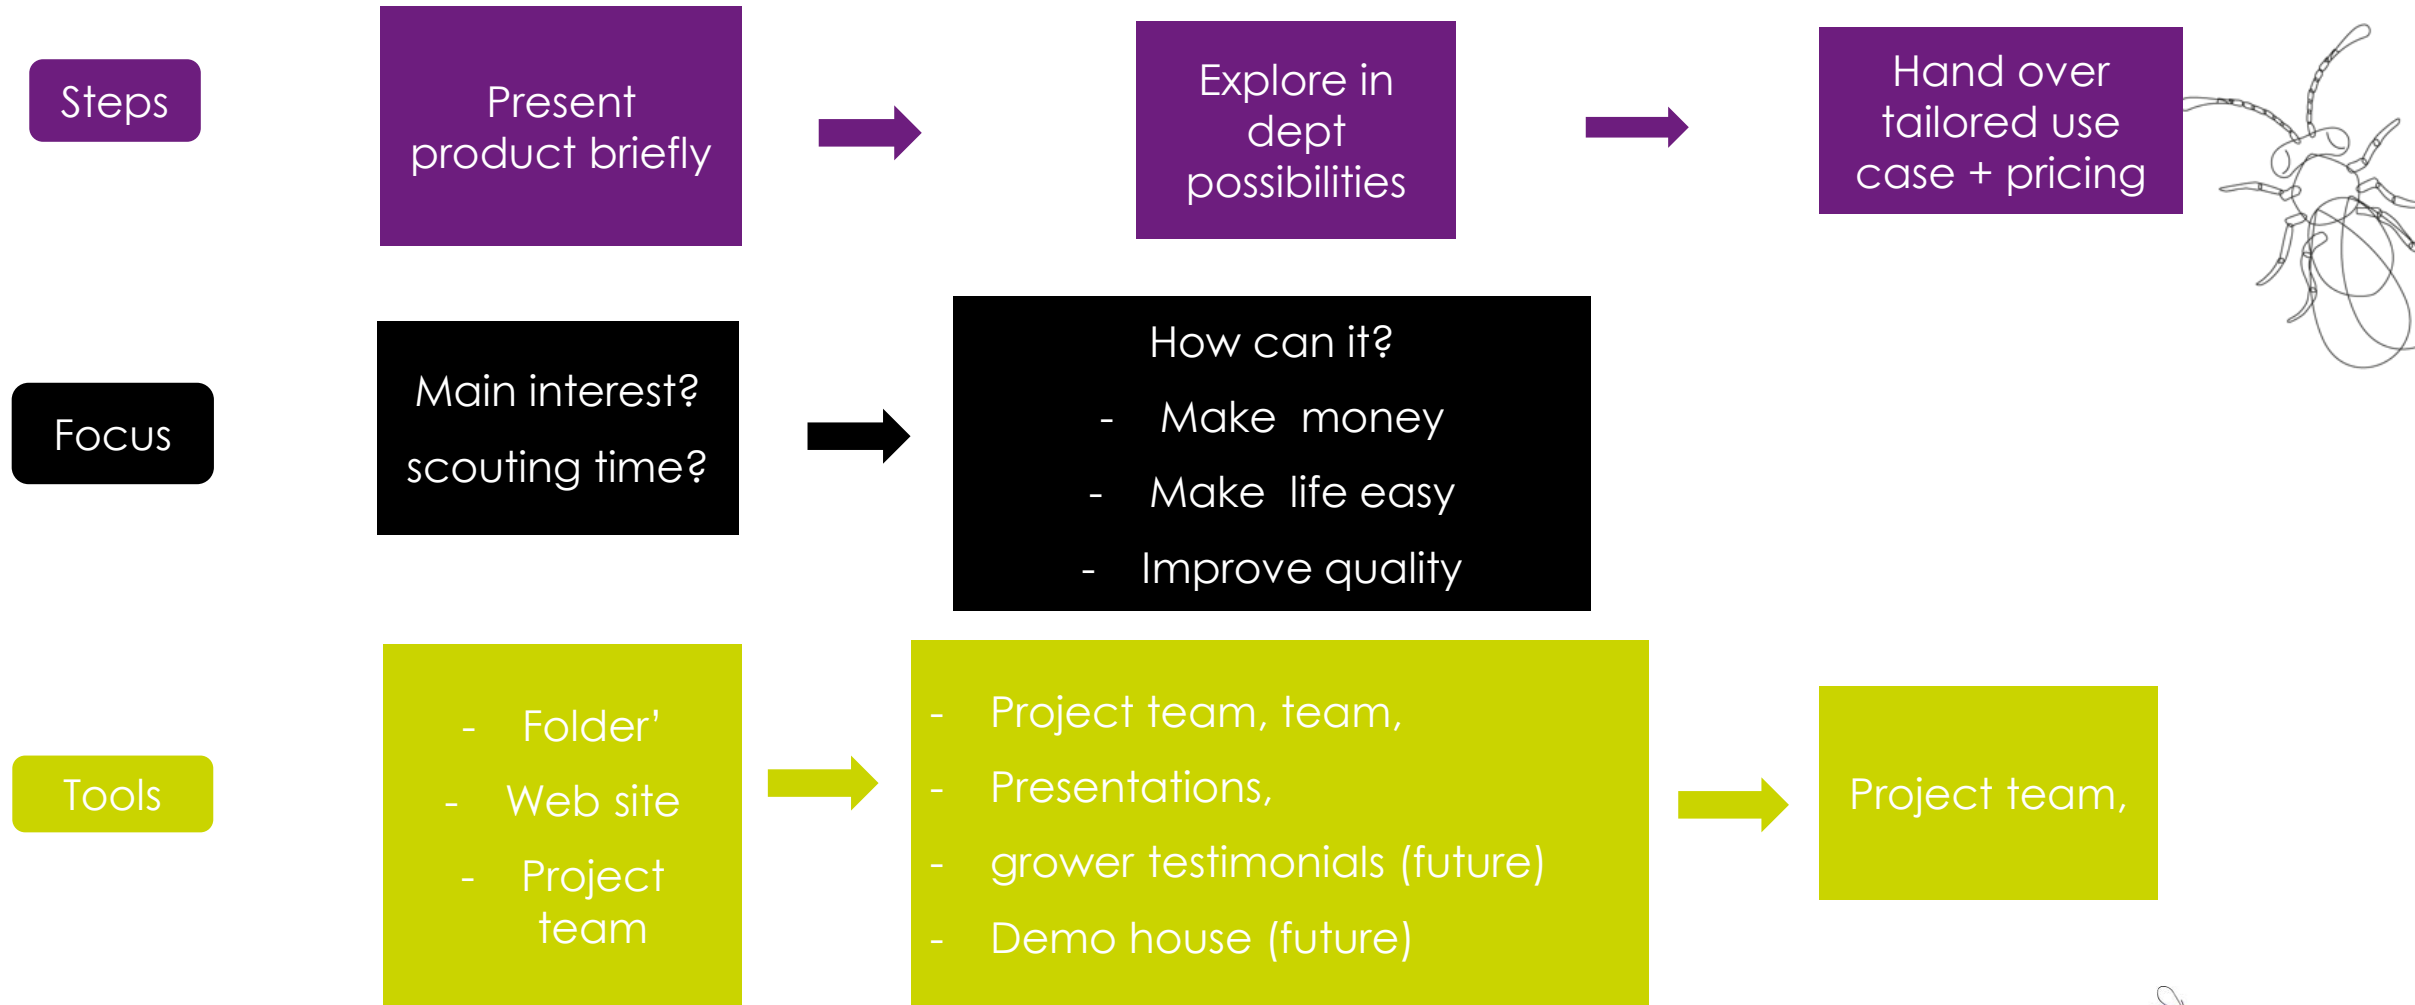 Steps
Present
product briefly
Explore in
dept
possibilities
Hand over
tailored use
case + pricing
Focus
Main interest?
scouting time?
How can it?
- Make  money
- Make  life easy
- Improve quality
Tools
- Folder’
- Web site
- Project
team
- Project team, team,
- Presentations,
- grower testimonials (future)
- Demo house (future)
Project team,